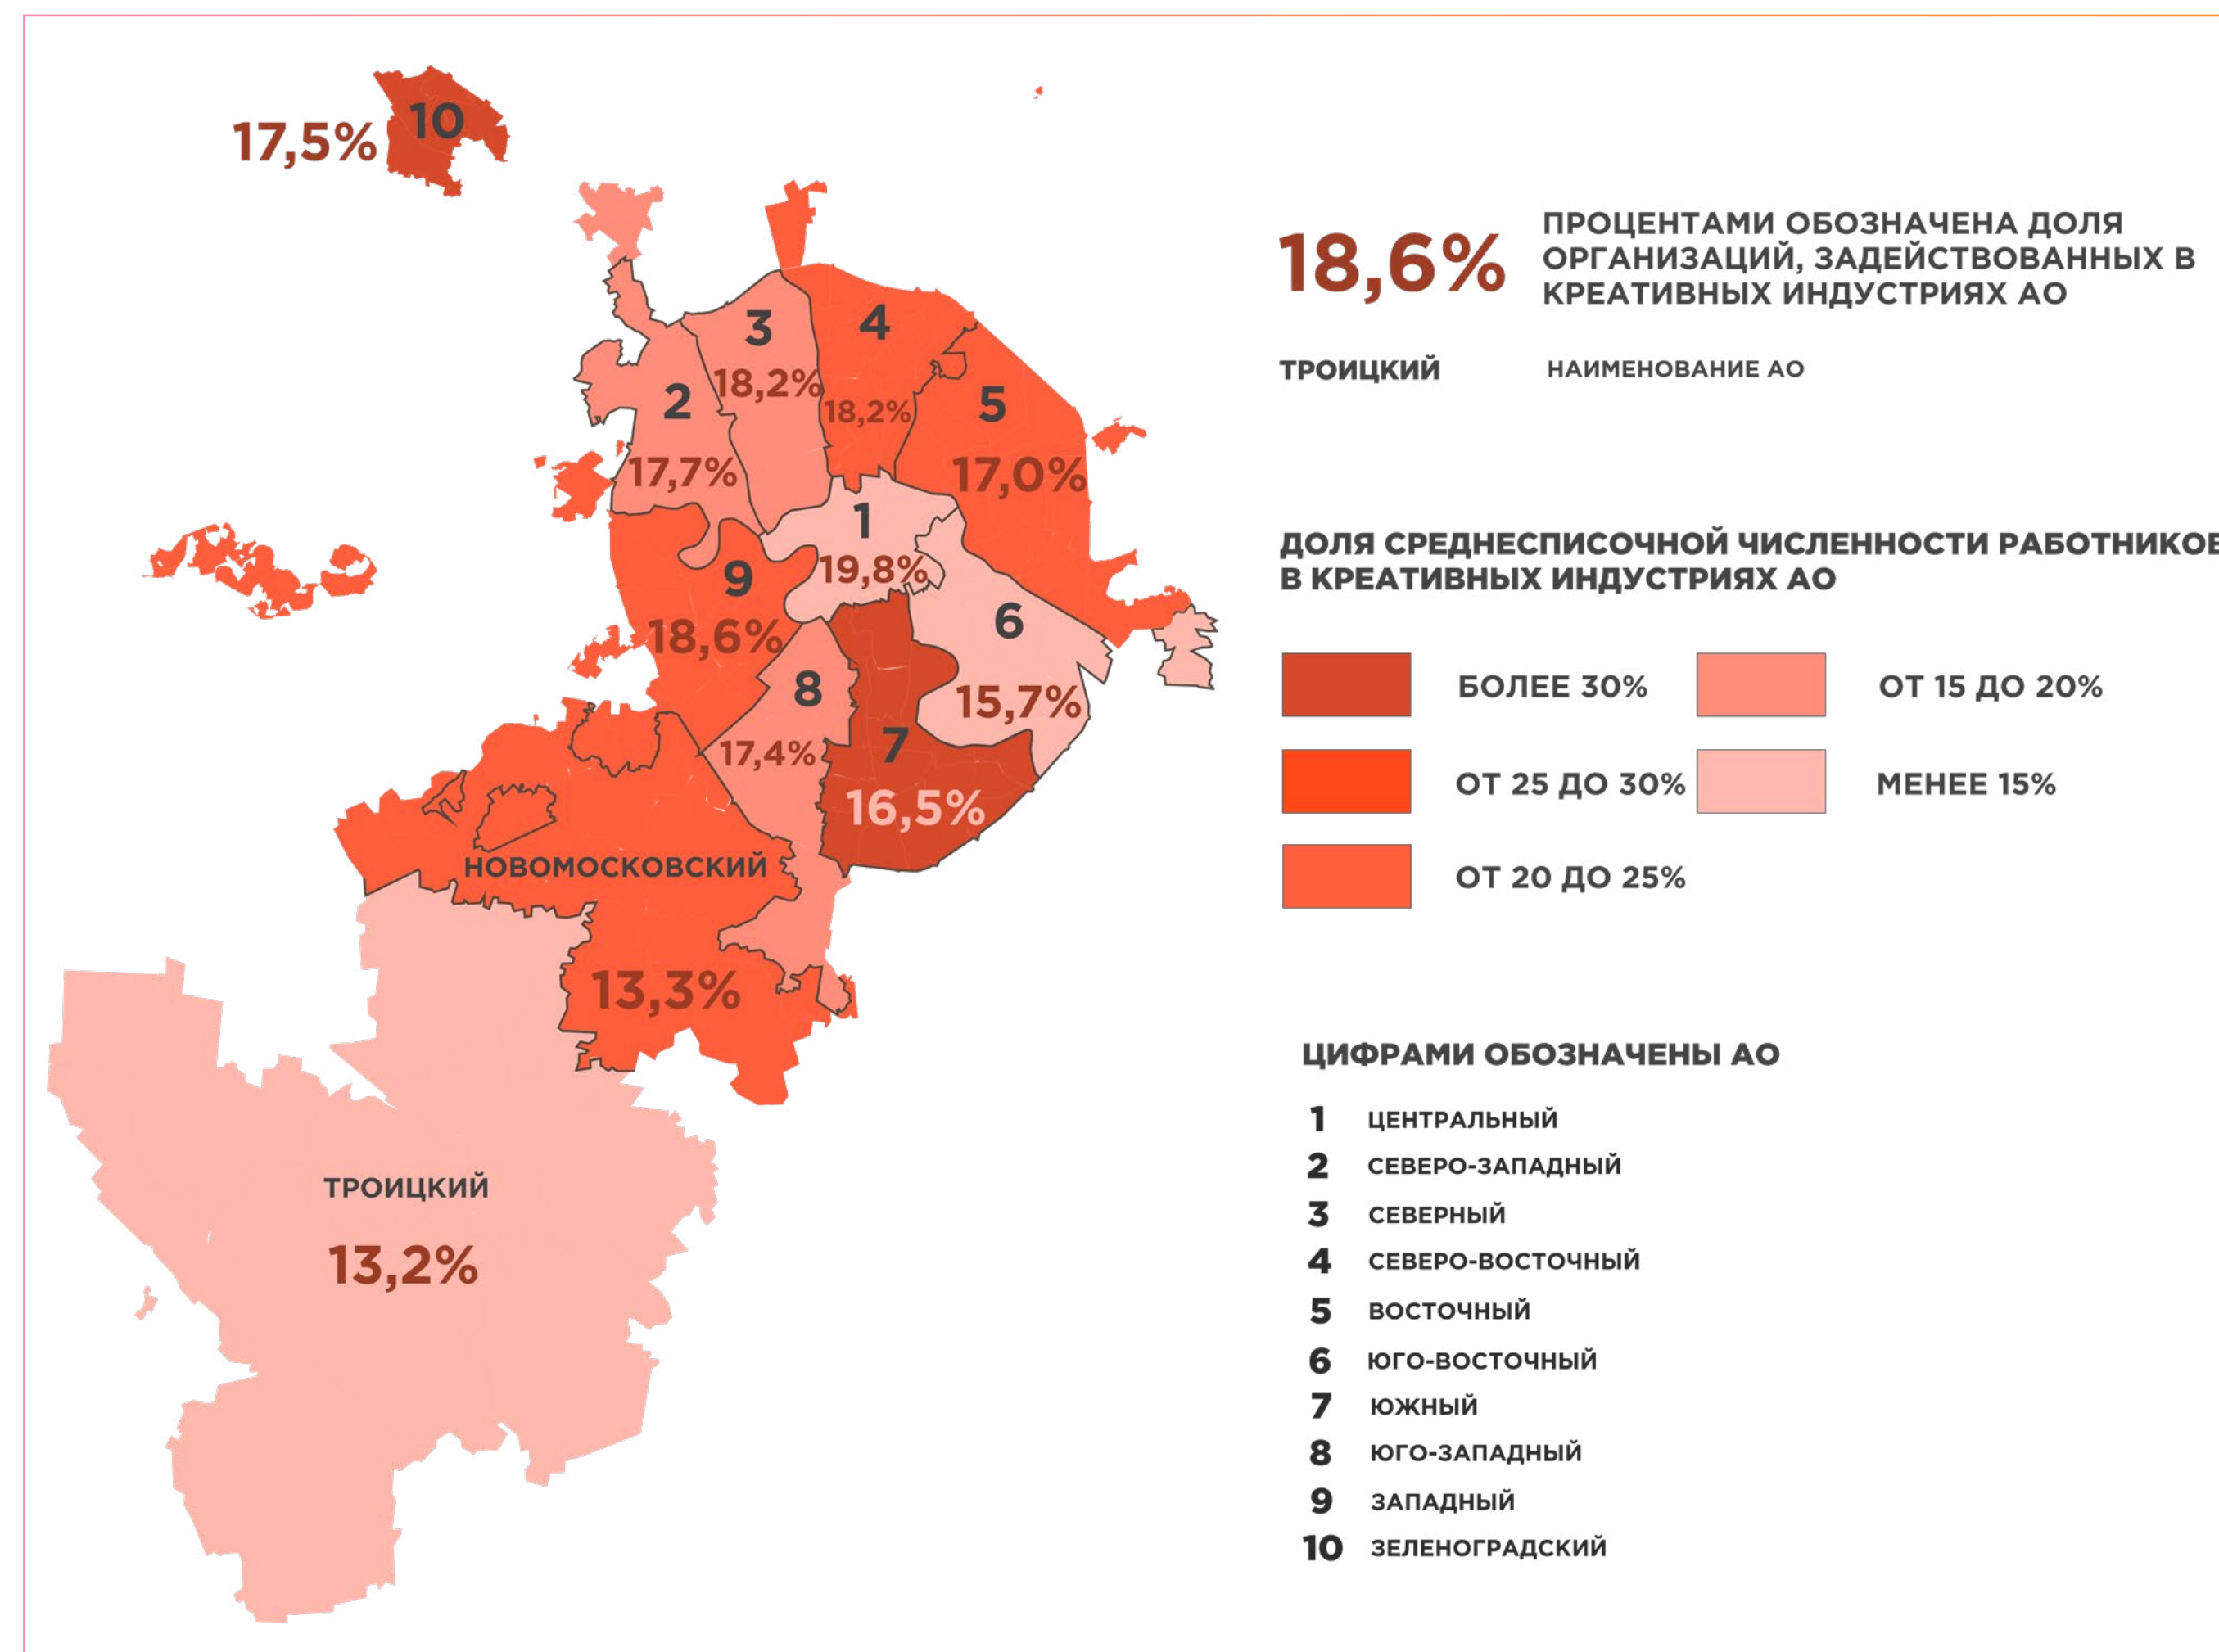 10
17,5%
3
4
18,2%
2
18,2%
5
17,7%
17,0%
1
19,8%
9
18,6%
6
8
15,7%
17,4%
7
16,5%
НОВОМОСКОВСКИЙ
13,3%
ТРОИЦКИЙ
13,2%
18,6%
ПРОЦЕНТАМИ ОБОЗНАЧЕНА ДОЛЯ
ОРГАНИЗАЦИЙ, ЗАДЕЙСТВОВАННЫХ В
КРЕАТИВНЫХ ИНДУСТРИЯХ АО
ТРОИЦКИЙ НАИМЕНОВАНИЕ АО
ДОЛЯ СРЕДНЕСПИСОЧНОЙ ЧИСЛЕННОСТИ РАБОТНИКОВ
В КРЕАТИВНЫХ ИНДУСТРИЯХ АО
БОЛЕЕ 30% ОТ 15 ДО 20%
ОТ 25 ДО 30% МЕНЕЕ 15%
ОТ 20 ДО 25%
ЦИФРАМИ ОБОЗНАЧЕНЫ АО
1 ЦЕНТРАЛЬНЫЙ
2 СЕВЕРО-ЗАПАДНЫЙ
3 СЕВЕРНЫЙ
4 СЕВЕРО-ВОСТОЧНЫЙ
5 ВОСТОЧНЫЙ
6 ЮГО-ВОСТОЧНЫЙ
7 ЮЖНЫЙ
8 ЮГО-ЗАПАДНЫЙ
9 ЗАПАДНЫЙ
10 ЗЕЛЕНОГРАДСКИЙ